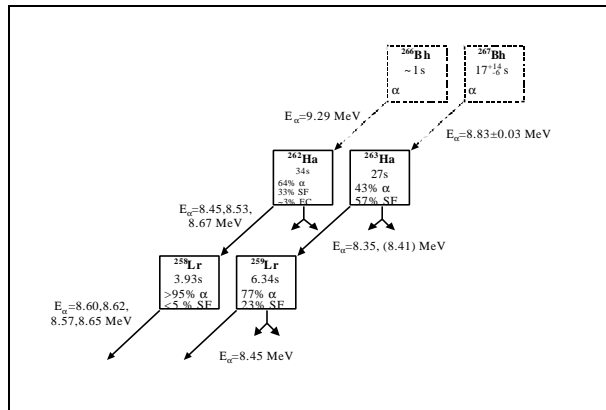 ²⁶⁶Bh
~1s
α
²⁶⁷Bh
17⁺¹⁴₋₆ s
α
Eα=9.29 MeV
Eα=8.83±0.03 MeV
²⁶²Ha
34s
64% α
33% SF
~3% EC
²⁶³Ha
27s
43% α
57% SF
Eα=8.45,8.53,
8.67 MeV
Eα=8.35, (8.41) MeV
²⁵⁸Lr
3.93s
>95% α
<5 % SF
²⁵⁹Lr
6.34s
77% α
23% SF
Eα=8.60,8.62,
8.57,8.65 MeV
Eα=8.45 MeV